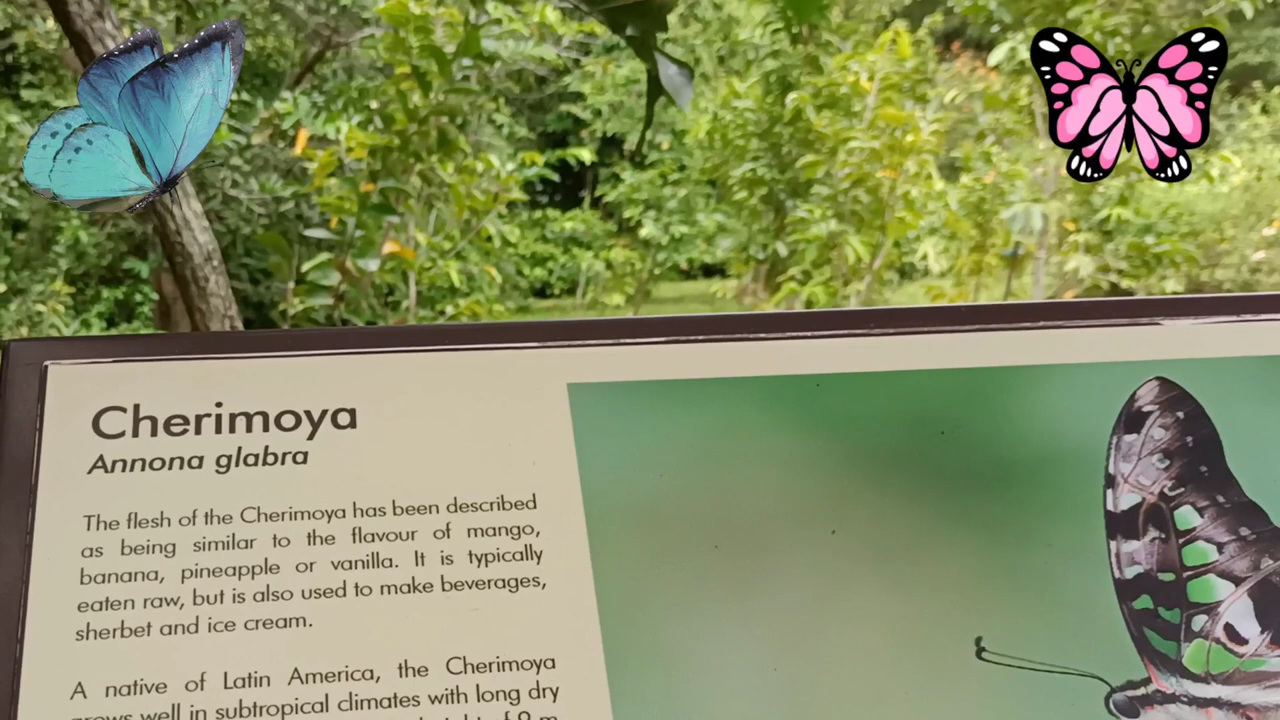 Cherimoya
Annona glabra
The flesh of the Cherimoya has been described
as being similar to the flavour of mango,
banana, pineapple or vanilla. It is typically
eaten raw, but is also used to make beverages,
sherbet and ice cream.
A native of Latin America, the Cherimoya
grows well in subtropical climates with long dry
of 9 m